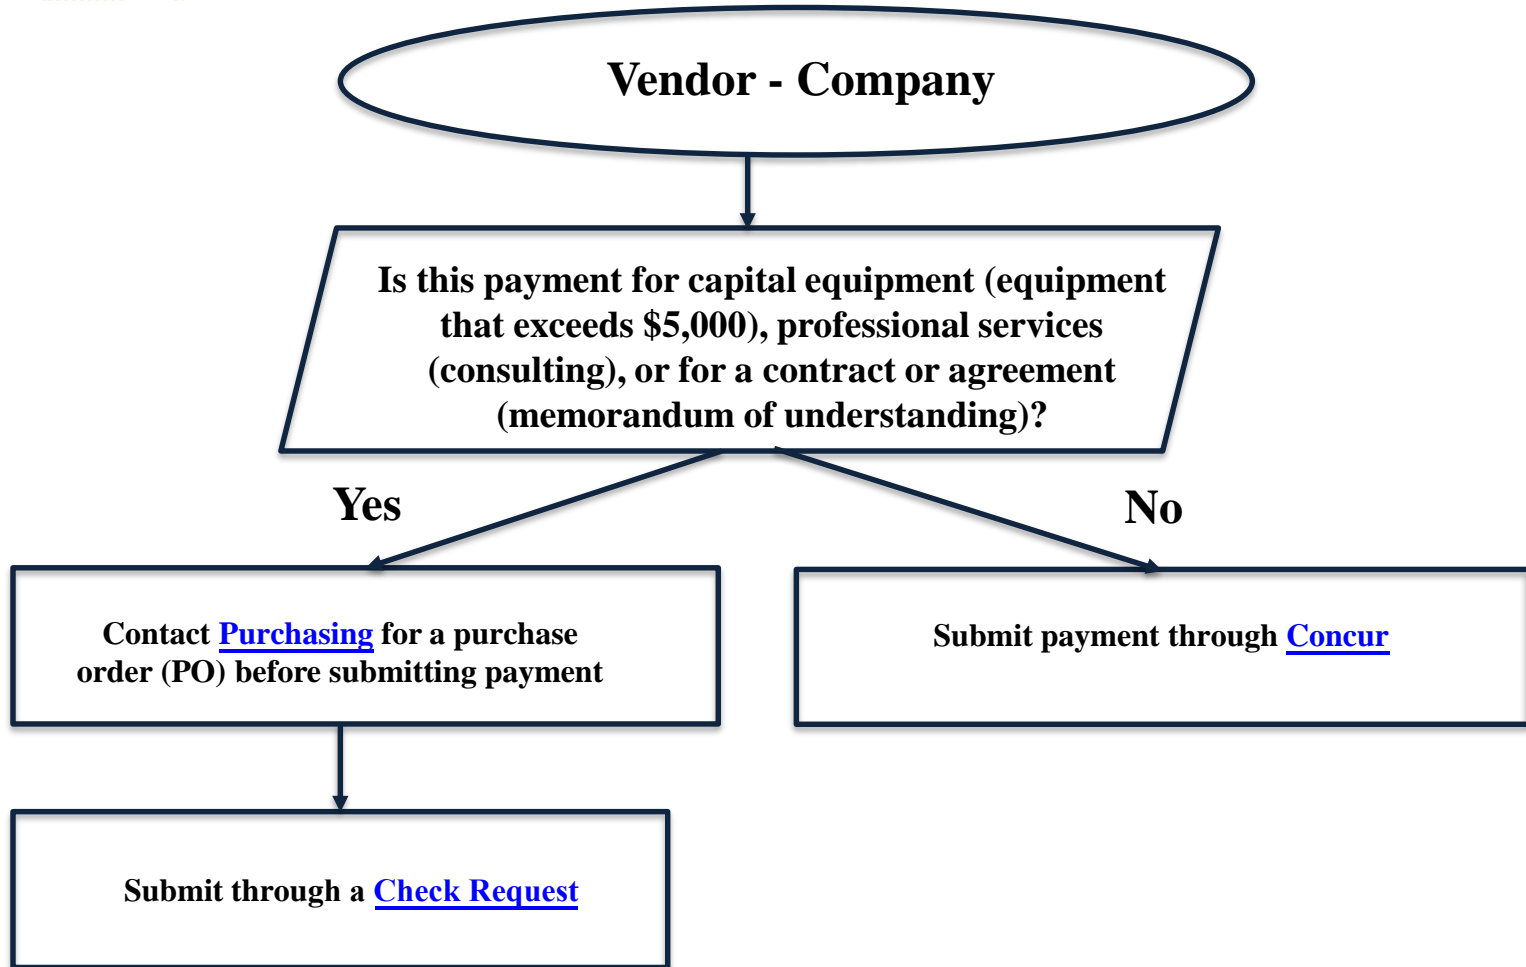 Vendor - Company
Is this payment for capital equipment (equipment
that exceeds $5,000), professional services
(consulting), or for a contract or agreement
(memorandum of understanding)?
Yes
No
Contact Purchasing for a purchase
order (PO) before submitting payment
Submit payment through Concur
Submit through a Check Request